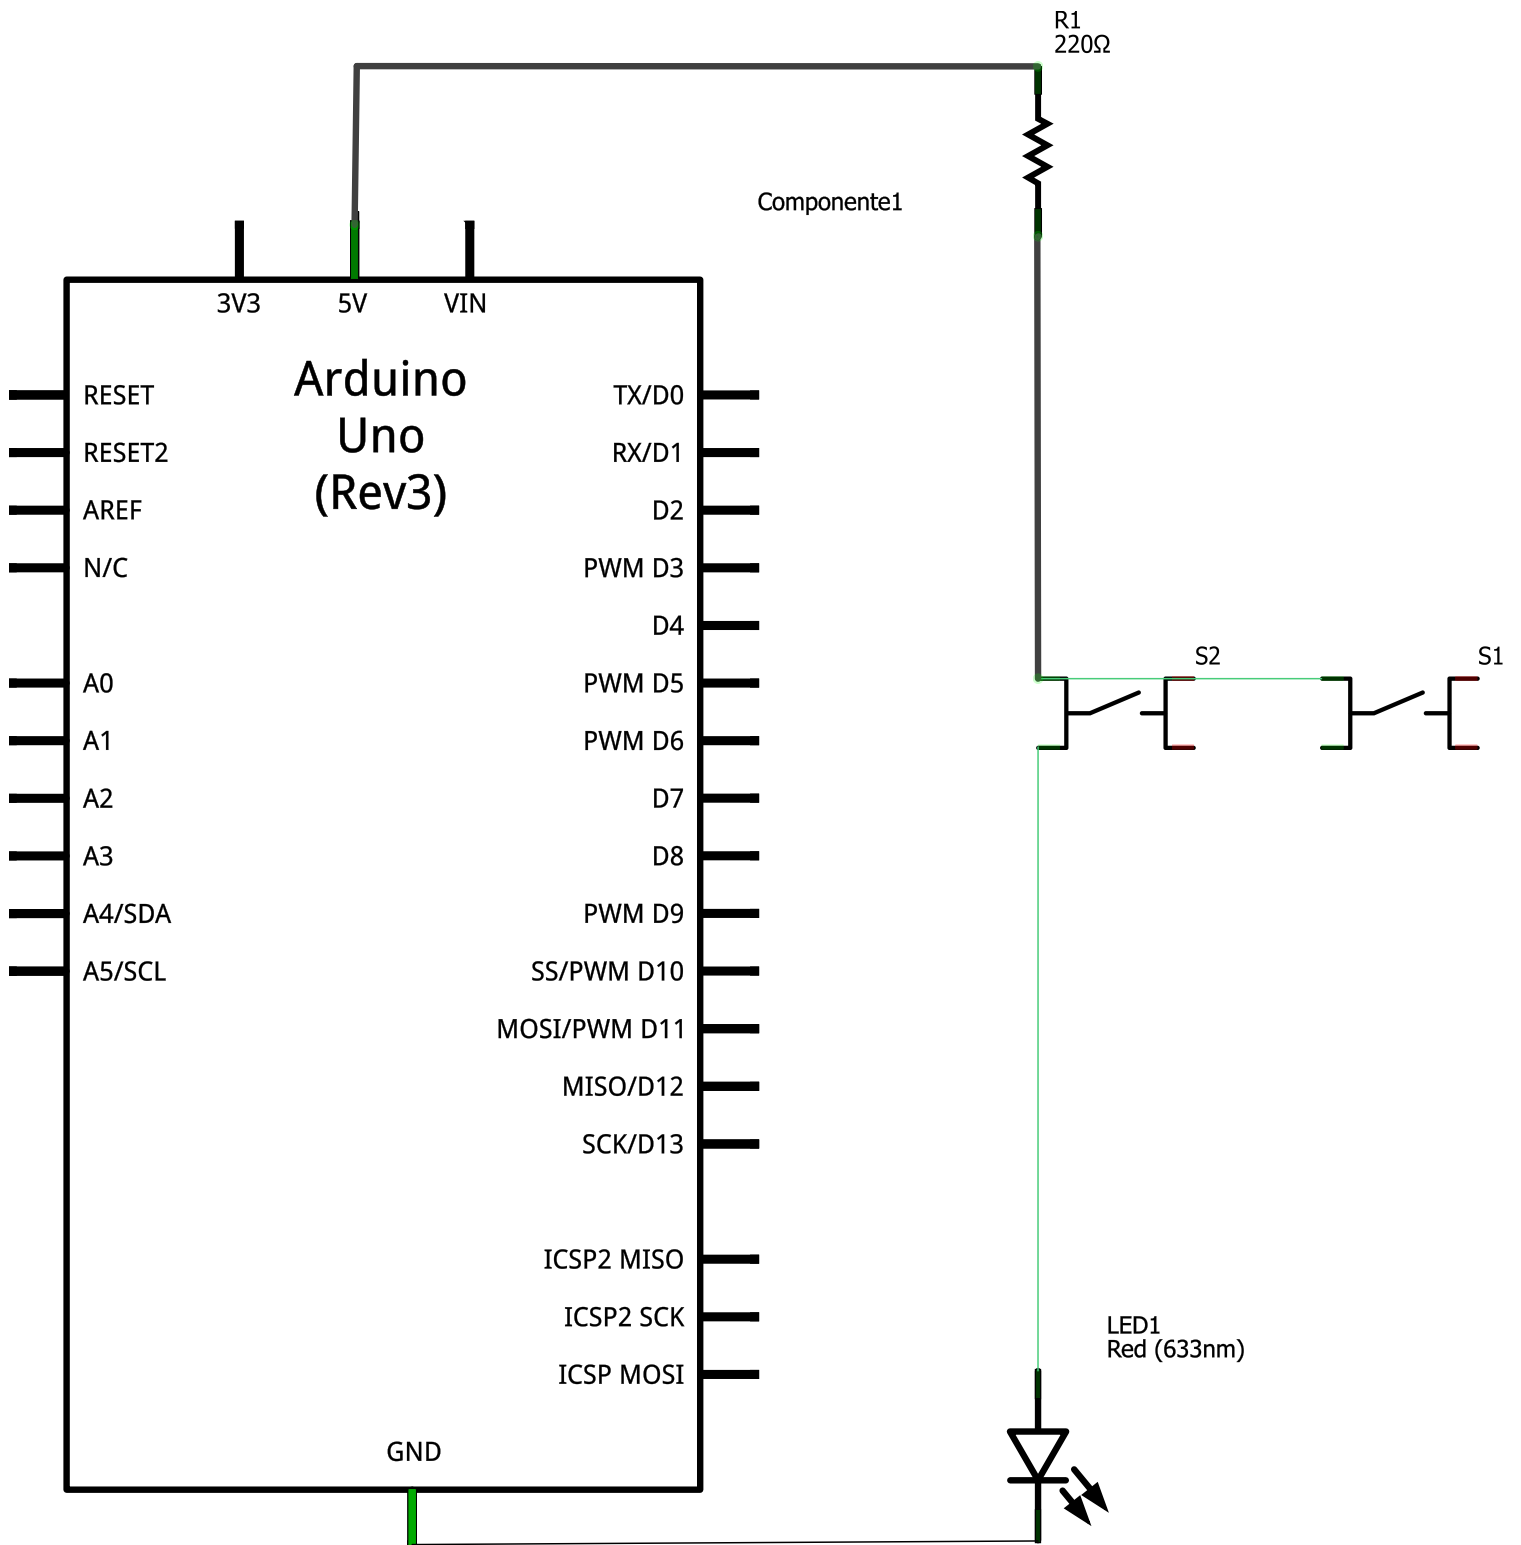 R1
220Ω
Componente1
3V3
5V
VIN
Arduino
Uno
(Rev3)
RESET
TX/D0
RESET2
RX/D1
AREF
D2
N/C
PWM D3
D4
S2
S1
A0
PWM D5
A1
PWM D6
A2
D7
A3
D8
A4/SDA
PWM D9
A5/SCL
SS/PWM D10
MOSI/PWM D11
MISO/D12
SCK/D13
ICSP2 MISO
ICSP2 SCK
LED1
Red (633nm)
ICSP MOSI
GND